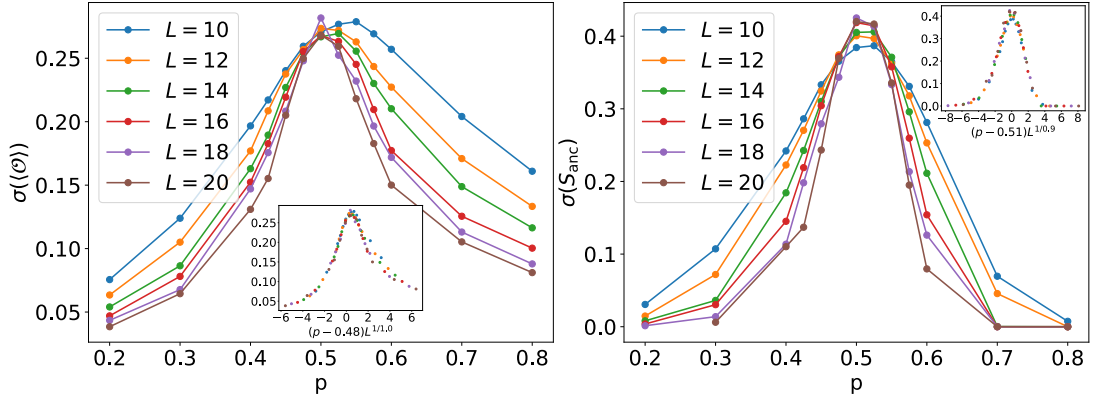 σ(⟨𝒪⟩)
0.25
0.20
0.15
0.10
0.05
L = 10
L = 12
L = 14
L = 16
L = 18
L = 20
0.25
0.20
0.15
0.10
0.05
−6 −4 −2 0 2 4 6
(p−0.48)L^{1/1.0}
0.2 0.3 0.4 0.5 0.6 0.7 0.8
p
σ(S_anc)
0.4
0.3
0.2
0.1
0.0
L = 10
L = 12
L = 14
L = 16
L = 18
L = 20
0.4
0.3
0.2
0.1
0.0
−8 −6 −4 −2 0 2 4 6 8
(p−0.51)L^{1/0.9}
0.2 0.3 0.4 0.5 0.6 0.7 0.8
p